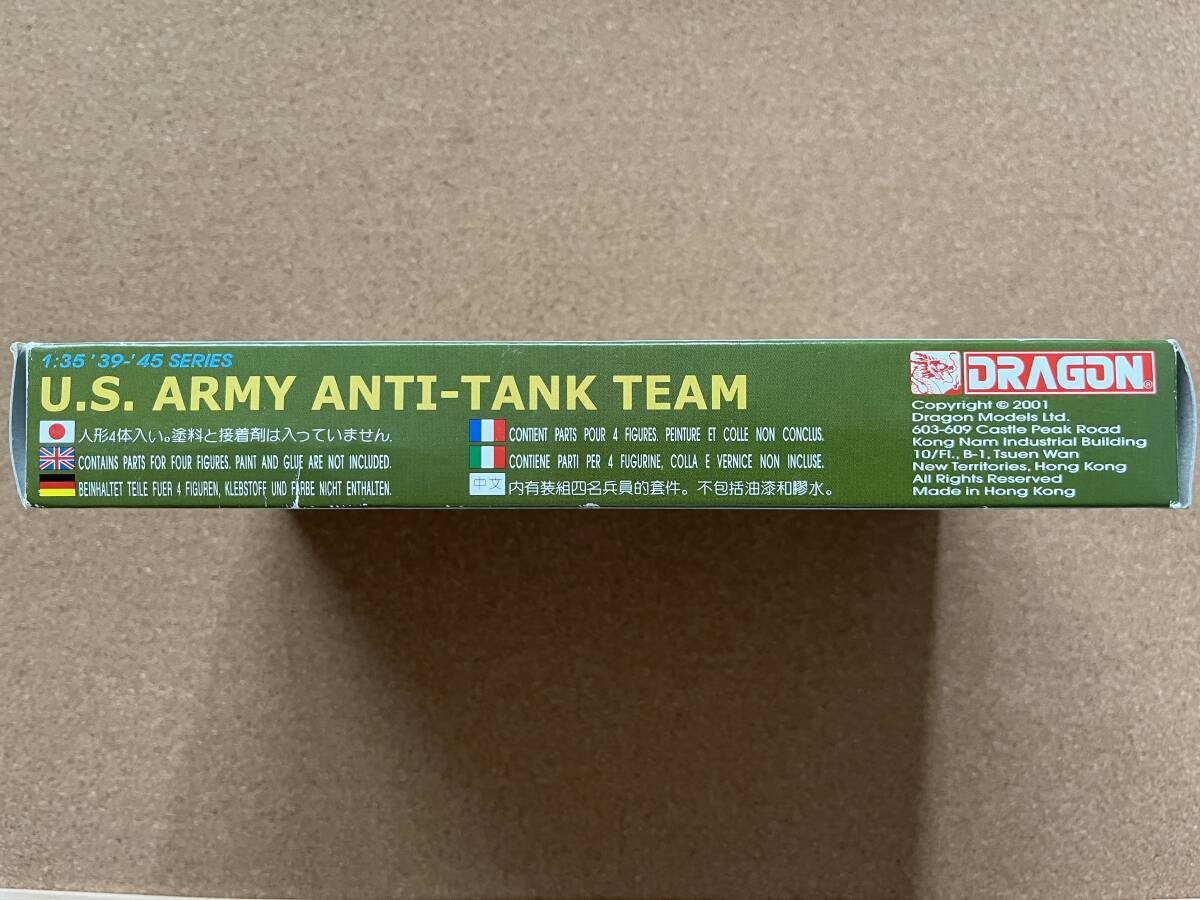 1:35 '39-'45 SERIES
U.S. ARMY ANTI-TANK TEAM
人形4体入い。塗料と接着剤は入っていません.
CONTAINS PARTS FOR FOUR FIGURES. PAINT AND GLUE ARE NOT INCLUDED.
BEINHALTET TEILE FUER 4 FIGUREN, KLEBSTOFF UND FARBE NICHT ENTHALTEN.
CONTIENT PARTS POUR 4 FIGURES. PEINTURE ET COLLE NON CONCLUS.
CONTIENE PARTI PER 4 FUGURINE, COLLA E VERNICE NON INCLUSE.
中文 內有裝組四名兵員的套件。不包括油漆和膠水。
DRAGON®
Copyright © 2001
Dragon Models Ltd.
603-609 Castle Peak Road
Kong Nam Industrial Building
10/Fl., B-1, Tsuen Wan
New Territories, Hong Kong
All Rights Reserved
Made in Hong Kong